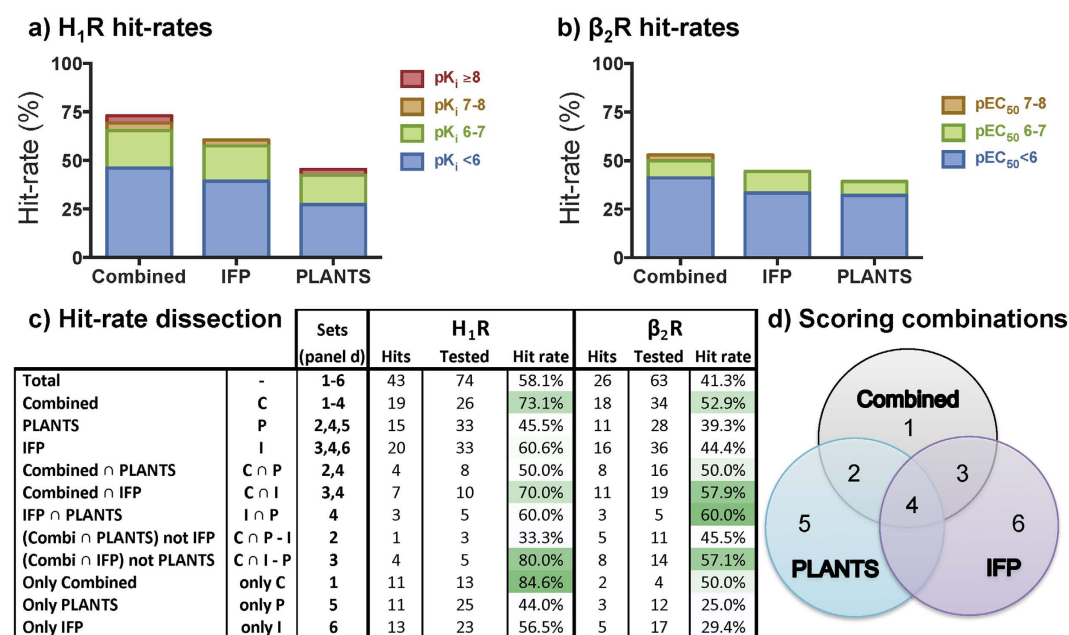 a) H₁R hit-rates
Hit-rate (%)
100
75
50
25
0
Combined IFP PLANTS
pKᵢ ≥8
pKᵢ 7-8
pKᵢ 6-7
pKᵢ <6
b) β₂R hit-rates
Hit-rate (%)
100
75
50
25
0
Combined IFP PLANTS
pEC₅₀ 7-8
pEC₅₀ 6-7
pEC₅₀<6
c) Hit-rate dissection
Sets H₁R β₂R
(panel d) Hits Tested Hit rate Hits Tested Hit rate
Total - 1-6 43 74 58.1% 26 63 41.3%
Combined C 1-4 19 26 73.1% 18 34 52.9%
PLANTS P 2,4,5 15 33 45.5% 11 28 39.3%
IFP I 3,4,6 20 33 60.6% 16 36 44.4%
Combined ∩ PLANTS C ∩ P 2,4 4 8 50.0% 8 16 50.0%
Combined ∩ IFP C ∩ I 3,4 7 10 70.0% 11 19 57.9%
IFP ∩ PLANTS I ∩ P 4 3 5 60.0% 3 5 60.0%
(Combi ∩ PLANTS) not IFP C ∩ P - I 2 1 3 33.3% 5 11 45.5%
(Combi ∩ IFP) not PLANTS C ∩ I - P 3 4 5 80.0% 8 14 57.1%
Only Combined only C 1 11 13 84.6% 2 4 50.0%
Only PLANTS only P 5 11 25 44.0% 3 12 25.0%
Only IFP only I 6 13 23 56.5% 5 17 29.4%
d) Scoring combinations
Combined
1
2 3
4
5 6
PLANTS IFP